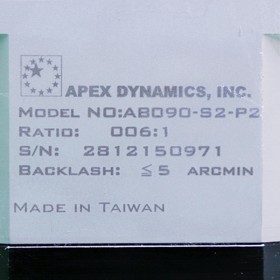 APEX DYNAMICS, INC.
Model NO:AB090-S2-P2
Ratio: 006:1
S/N: 2812150971
Backlash: ≦5 arcmin
Made in Taiwan